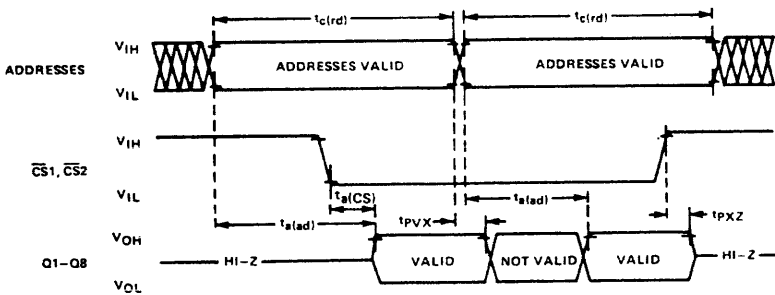 tc(rd) tc(rd)
VIH
ADDRESSES ADDRESSES VALID ADDRESSES VALID
VIL
VIH
CS1, CS2
VIL
ta(CS) ta(ad)
ta(ad) tPVX tPXZ
VOH
Q1-Q8 HI-Z VALID NOT VALID VALID HI-Z
VOL